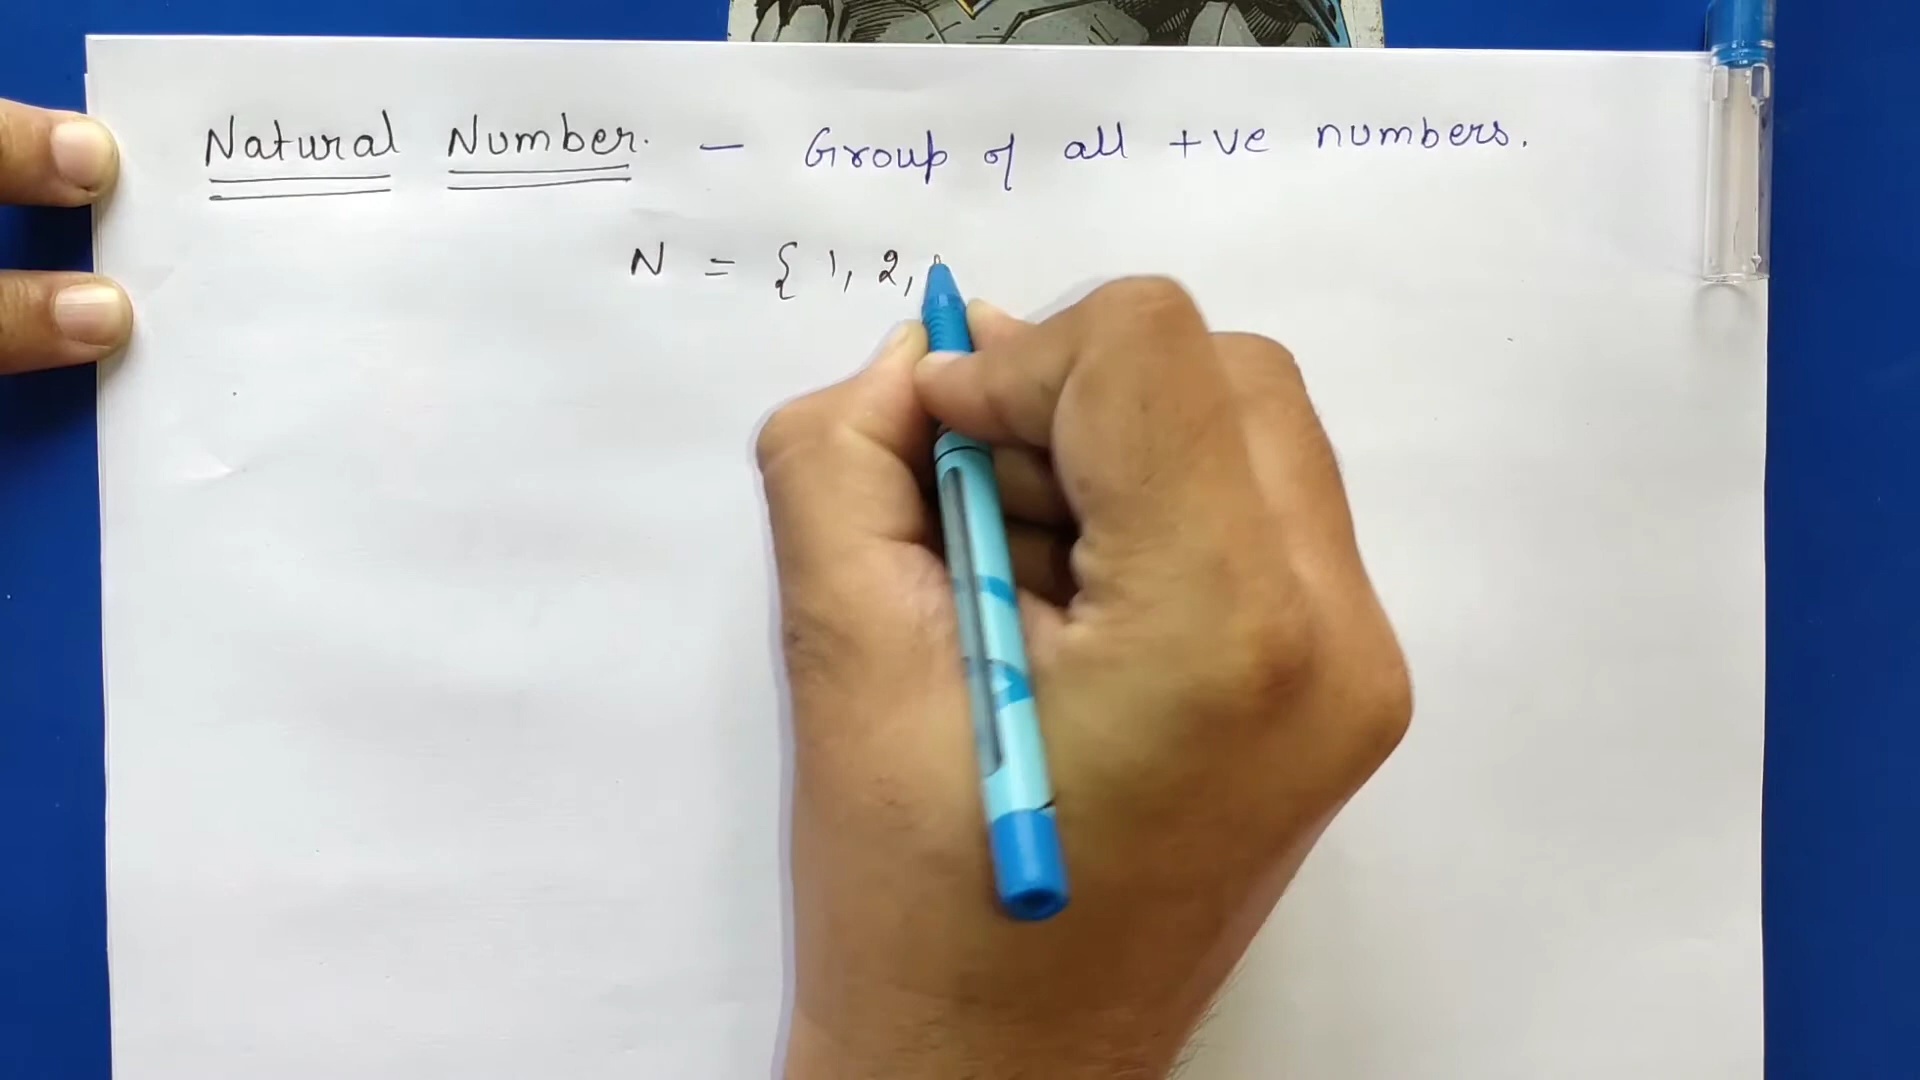 Natural Number. - Group of all +ve numbers.
N = { 1, 2,